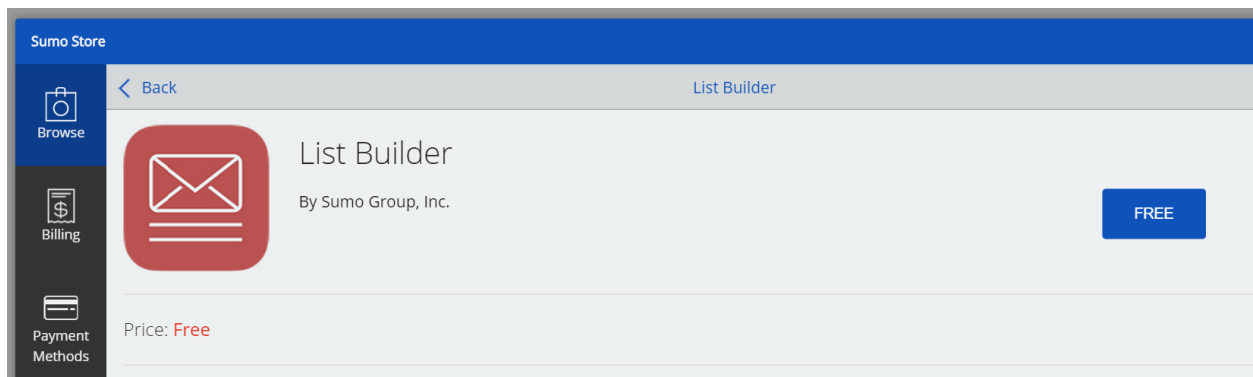 Sumo Store
Browse
Billing
Payment
Methods
Back
List Builder
List Builder
By Sumo Group, Inc.
FREE
Price: Free